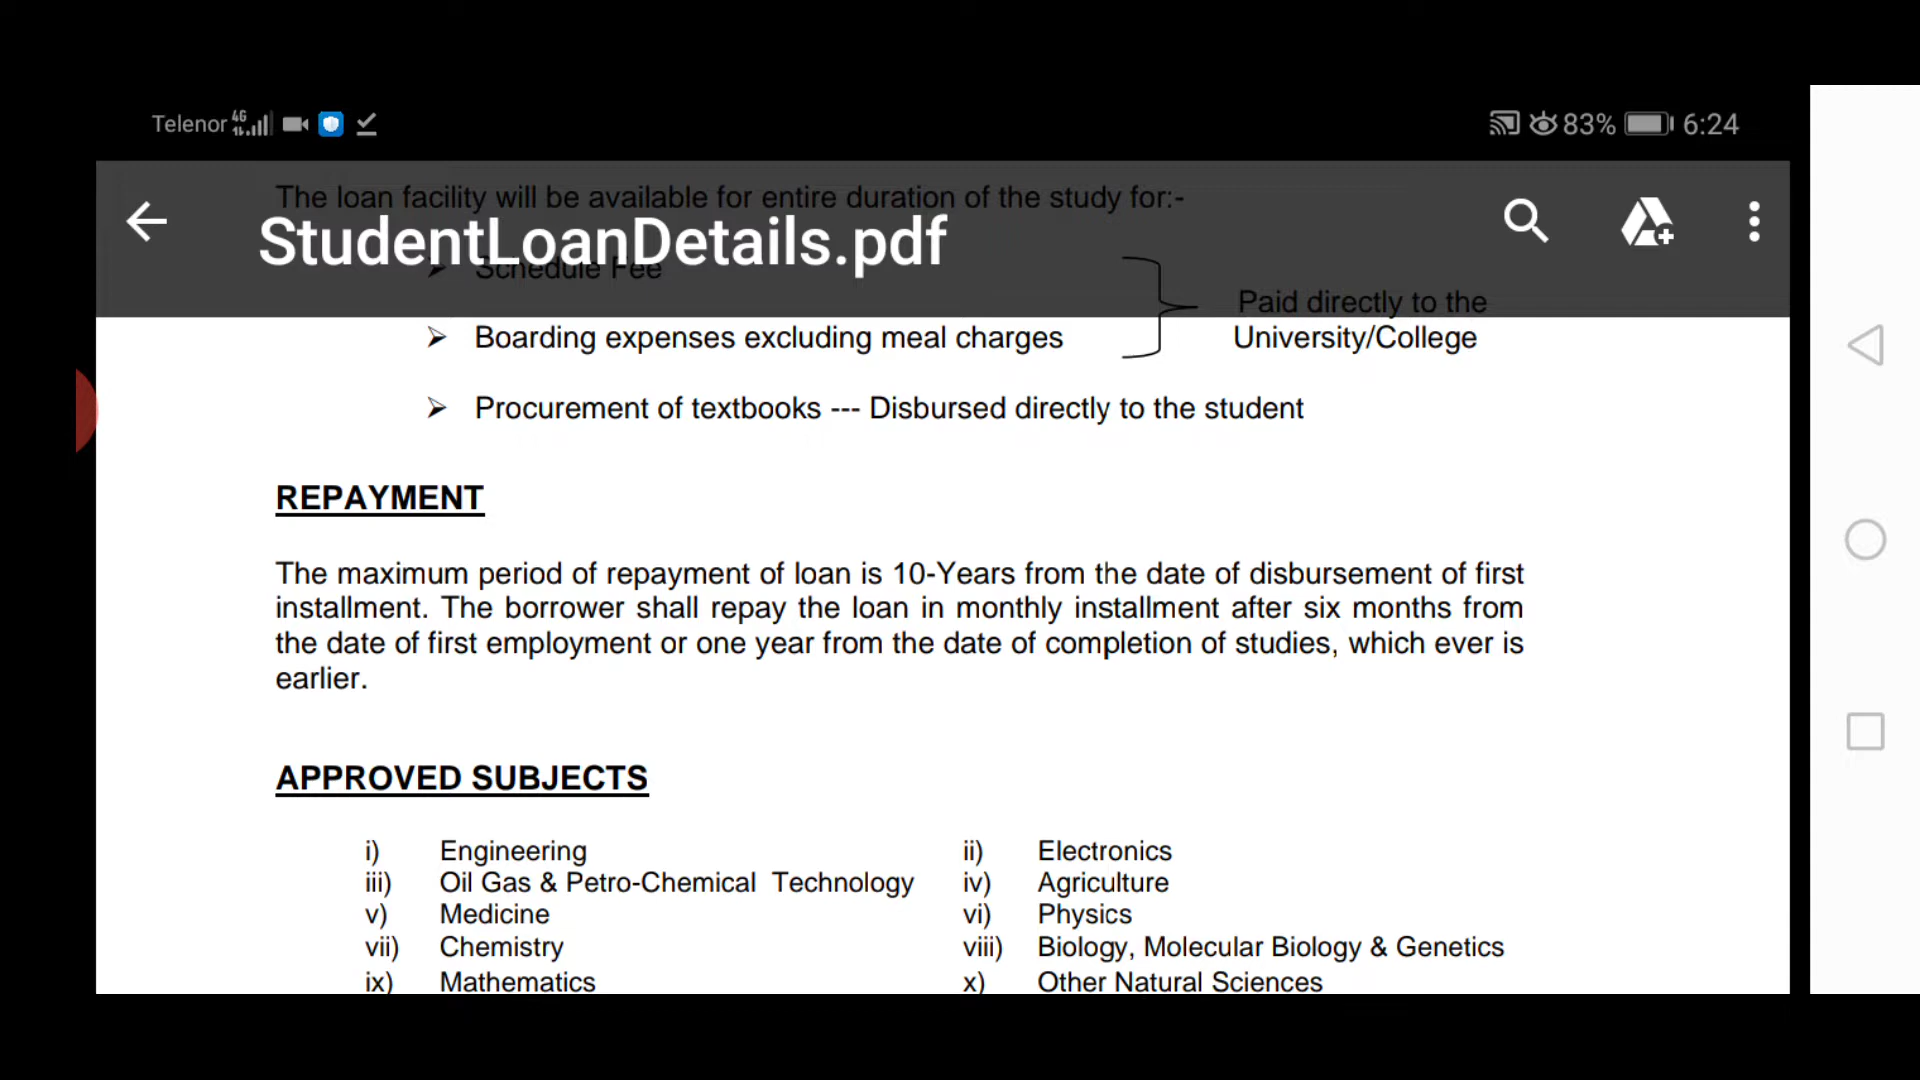 Telenor 4G 83% 6:24
The loan facility will be available for entire duration of the study for:-
StudentLoanDetails.pdf
➢ Schedule Fee
Paid directly to the
➢ Boarding expenses excluding meal charges University/College
➢ Procurement of textbooks --- Disbursed directly to the student
REPAYMENT
The maximum period of repayment of loan is 10-Years from the date of disbursement of first
installment. The borrower shall repay the loan in monthly installment after six months from
the date of first employment or one year from the date of completion of studies, which ever is
earlier.
APPROVED SUBJECTS
i) Engineering ii) Electronics
iii) Oil Gas & Petro-Chemical Technology iv) Agriculture
v) Medicine vi) Physics
vii) Chemistry viii) Biology, Molecular Biology & Genetics
ix) Mathematics x) Other Natural Sciences